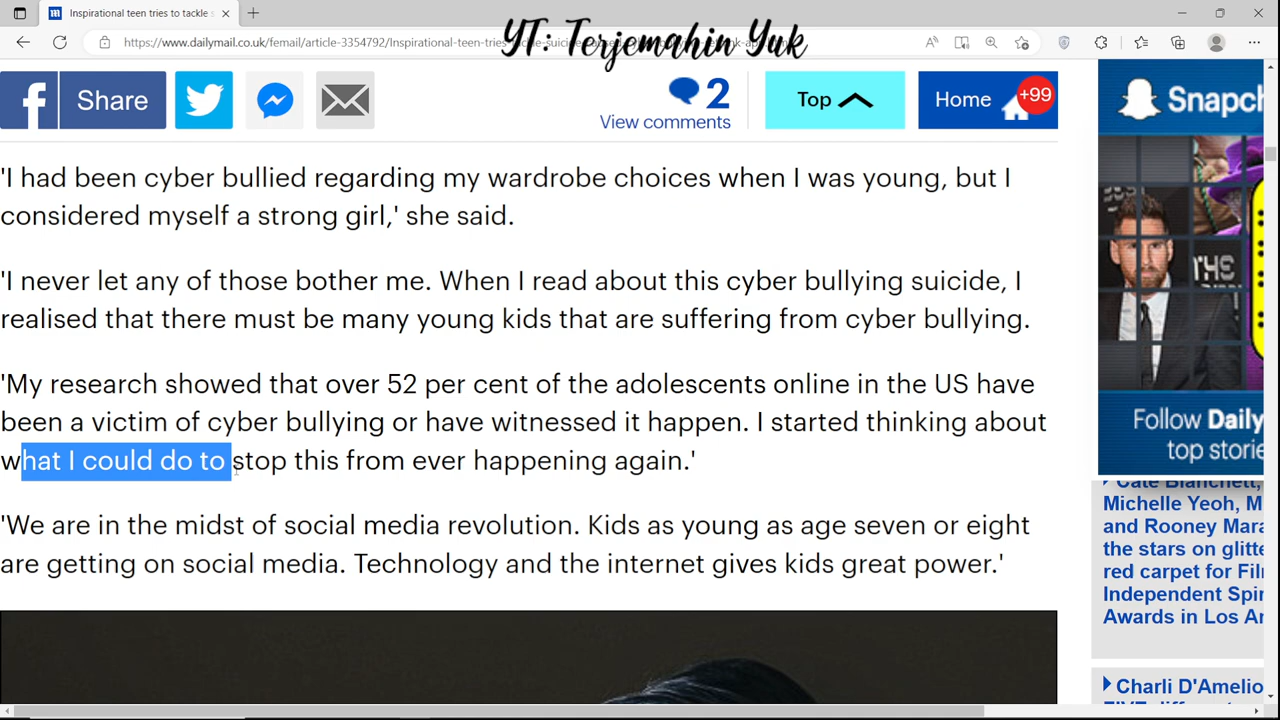 Inspirational teen tries to tackle s
YT: Terjemahin Yuk
https://www.dailymail.co.uk/femail/article-3354792/Inspirational-teen-tries
Share
2
View comments
Top
Home
+99
Snapch
'I had been cyber bullied regarding my wardrobe choices when I was young, but I
considered myself a strong girl,' she said.
'I never let any of those bother me. When I read about this cyber bullying suicide, I
realised that there must be many young kids that are suffering from cyber bullying.
'My research showed that over 52 per cent of the adolescents online in the US have
been a victim of cyber bullying or have witnessed it happen. I started thinking about
what I could do to stop this from ever happening again.'
'We are in the midst of social media revolution. Kids as young as age seven or eight
are getting on social media. Technology and the internet gives kids great power.'
THE
Follow Daily
top storie
Cate Blanchett,
Michelle Yeoh, M
and Rooney Mara
the stars on glitte
red carpet for Fil
Independent Spir
Awards in Los An
Charli D'Amelio